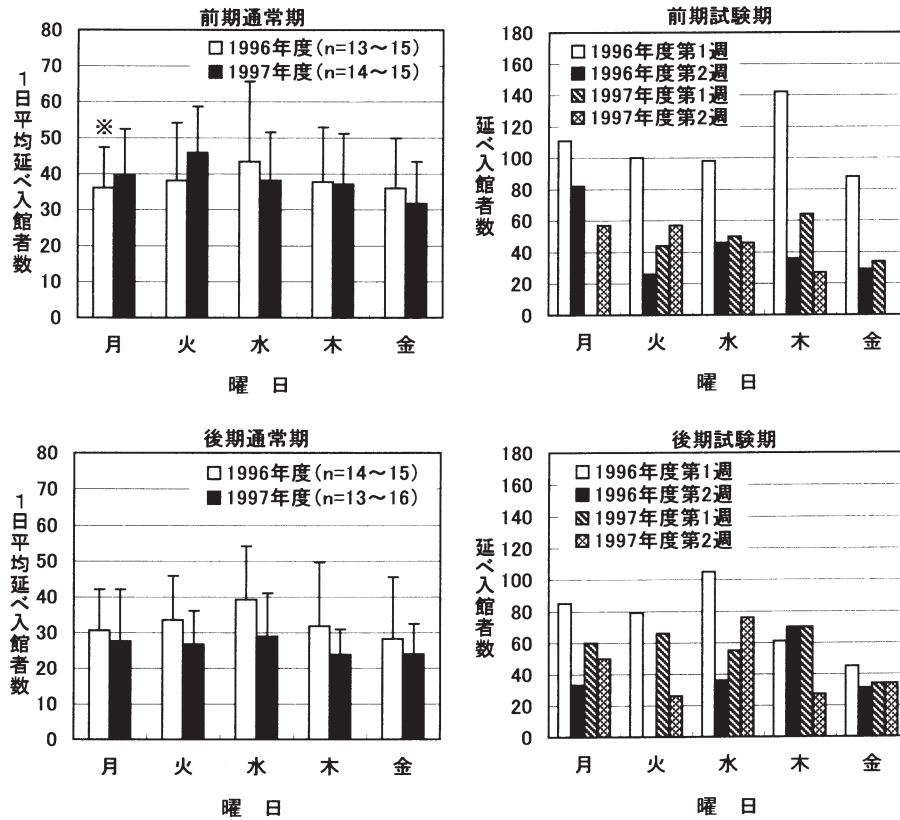 前期通常期
80
70
60
50
40
30
20
10
0
1日平均延べ入館者数
1996年度(n=13～15)
1997年度(n=14～15)
※
月 火 水 木 金
曜 日
前期試験期
180
160
140
120
100
80
60
40
20
0
延べ入館者数
1996年度第1週
1996年度第2週
1997年度第1週
1997年度第2週
月 火 水 木 金
曜 日
後期通常期
80
70
60
50
40
30
20
10
0
1日平均延べ入館者数
1996年度(n=14～15)
1997年度(n=13～16)
月 火 水 木 金
曜 日
後期試験期
180
160
140
120
100
80
60
40
20
0
延べ入館者数
1996年度第1週
1996年度第2週
1997年度第1週
1997年度第2週
月 火 水 木 金
曜 日